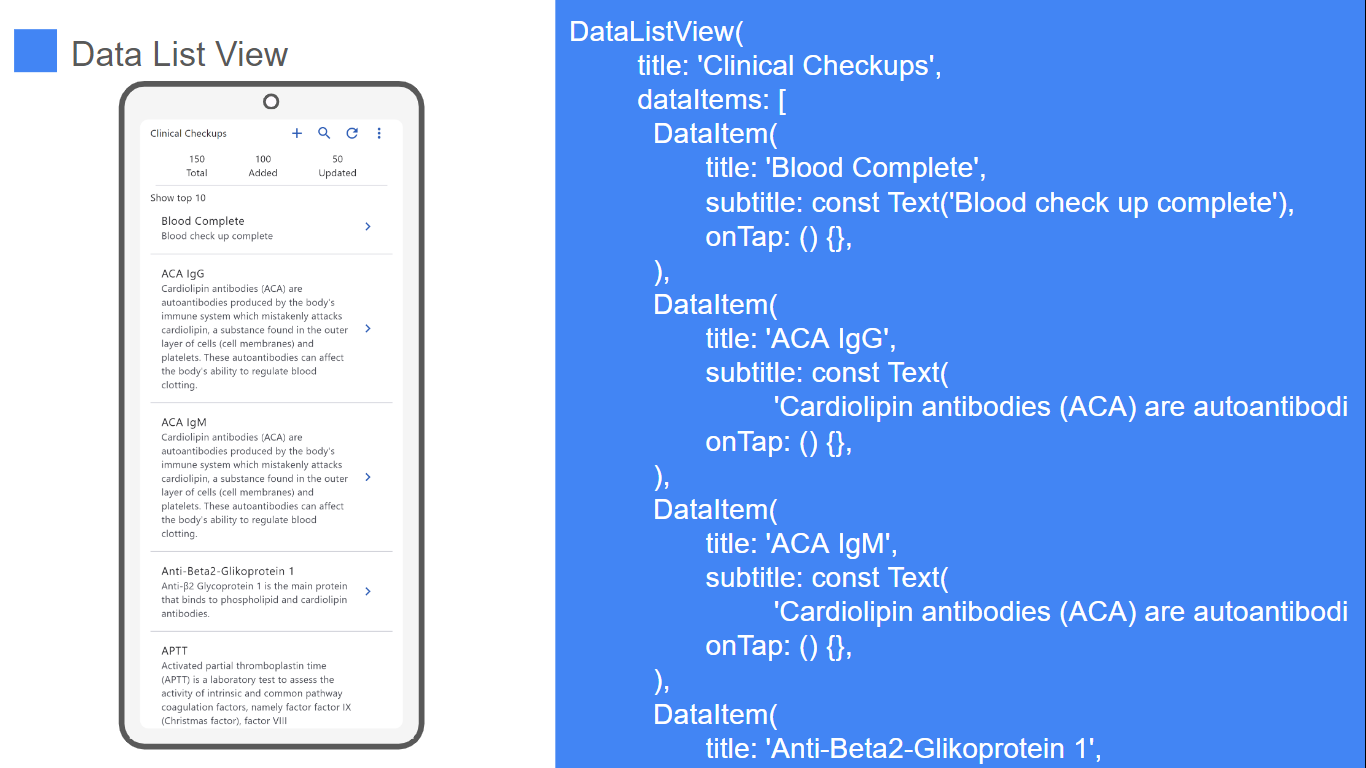 Data List View
Clinical Checkups
150 100 50
Total Added Updated
Show top 10
Blood Complete
Blood check up complete
ACA IgG
Cardiolipin antibodies (ACA) are
autoantibodies produced by the body's
immune system which mistakenly attacks
cardiolipin, a substance found in the outer
layer of cells (cell membranes) and
platelets. These autoantibodies can affect
the body's ability to regulate blood
clotting.
ACA IgM
Cardiolipin antibodies (ACA) are
autoantibodies produced by the body's
immune system which mistakenly attacks
cardiolipin, a substance found in the outer
layer of cells (cell membranes) and
platelets. These autoantibodies can affect
the body's ability to regulate blood
clotting.
Anti-Beta2-Glikoprotein 1
Anti-β2 Glycoprotein 1 is the main protein
that binds to phospholipid and cardiolipin
antibodies.
APTT
Activated partial thromboplastin time
(APTT) is a laboratory test to assess the
activity of intrinsic and common pathway
coagulation factors, namely factor factor IX
(Christmas factor), factor VIII
DataListView(
title: 'Clinical Checkups',
dataItems: [
DataItem(
title: 'Blood Complete',
subtitle: const Text('Blood check up complete'),
onTap: () {},
),
DataItem(
title: 'ACA IgG',
subtitle: const Text(
'Cardiolipin antibodies (ACA) are autoantibodi
onTap: () {},
),
DataItem(
title: 'ACA IgM',
subtitle: const Text(
'Cardiolipin antibodies (ACA) are autoantibodi
onTap: () {},
),
DataItem(
title: 'Anti-Beta2-Glikoprotein 1',